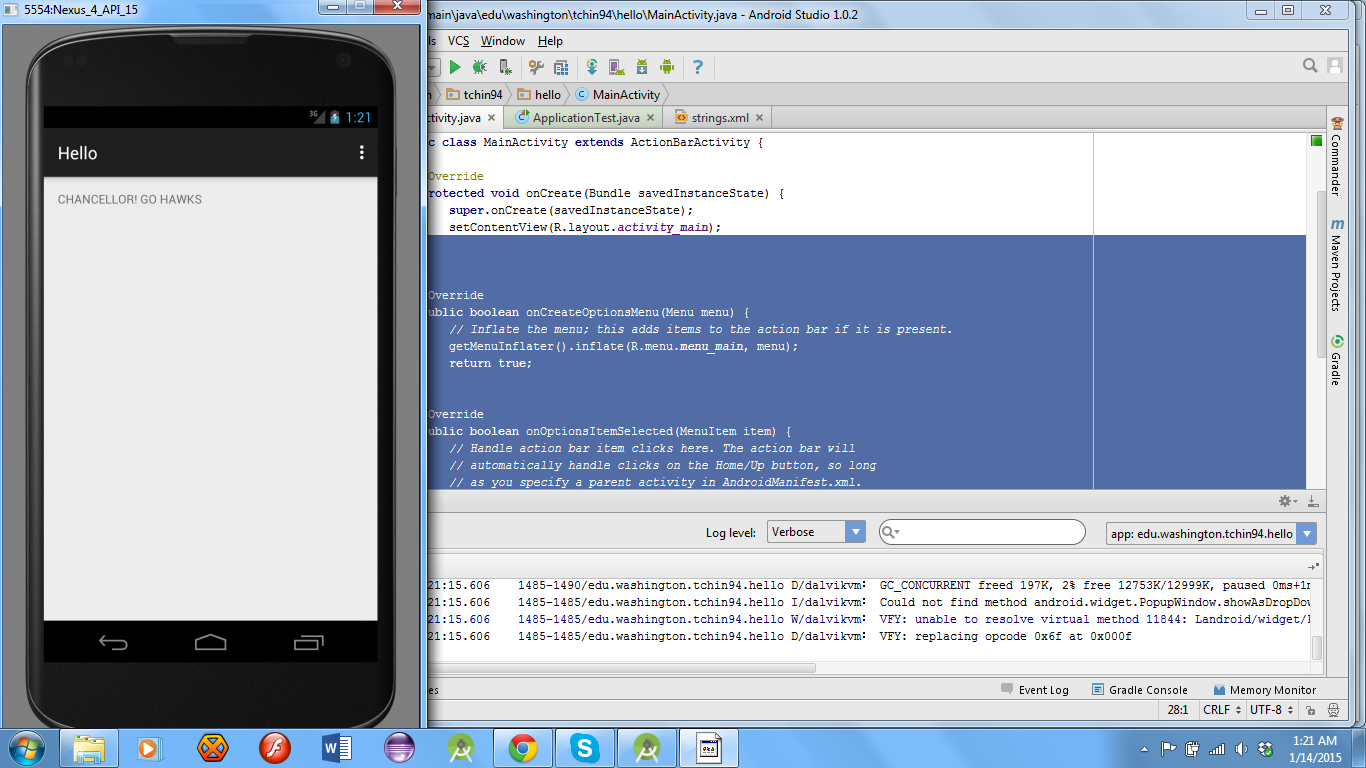 5554:Nexus_4_API_15
3G 1:21
Hello
CHANCELLOR! GO HAWKS
main\java\edu\washington\tchin94\hello\MainActivity.java - Android Studio 1.0.2
ls VCS Window Help
tchin94 hello MainActivity
ctivity.java ApplicationTest.java strings.xml
c class MainActivity extends ActionBarActivity {
Override
rotected void onCreate(Bundle savedInstanceState) {
super.onCreate(savedInstanceState);
setContentView(R.layout.activity_main);
Override
ublic boolean onCreateOptionsMenu(Menu menu) {
// Inflate the menu; this adds items to the action bar if it is present.
getMenuInflater().inflate(R.menu.menu_main, menu);
return true;
Override
ublic boolean onOptionsItemSelected(MenuItem item) {
// Handle action bar item clicks here. The action bar will
// automatically handle clicks on the Home/Up button, so long
// as you specify a parent activity in AndroidManifest.xml.
Commander
m Maven Projects
Gradle
Log level: Verbose app: edu.washington.tchin94.hello
21:15.606 1485-1490/edu.washington.tchin94.hello D/dalvikvm: GC_CONCURRENT freed 197K, 2% free 12753K/12999K, paused 0ms+1m
21:15.606 1485-1485/edu.washington.tchin94.hello I/dalvikvm: Could not find method android.widget.PopupWindow.showAsDropDow
21:15.606 1485-1485/edu.washington.tchin94.hello W/dalvikvm: VFY: unable to resolve virtual method 11844: Landroid/widget/
21:15.606 1485-1485/edu.washington.tchin94.hello D/dalvikvm: VFY: replacing opcode 0x6f at 0x000f
es Event Log Gradle Console Memory Monitor
28:1 CRLF UTF-8
1:21 AM
1/14/2015